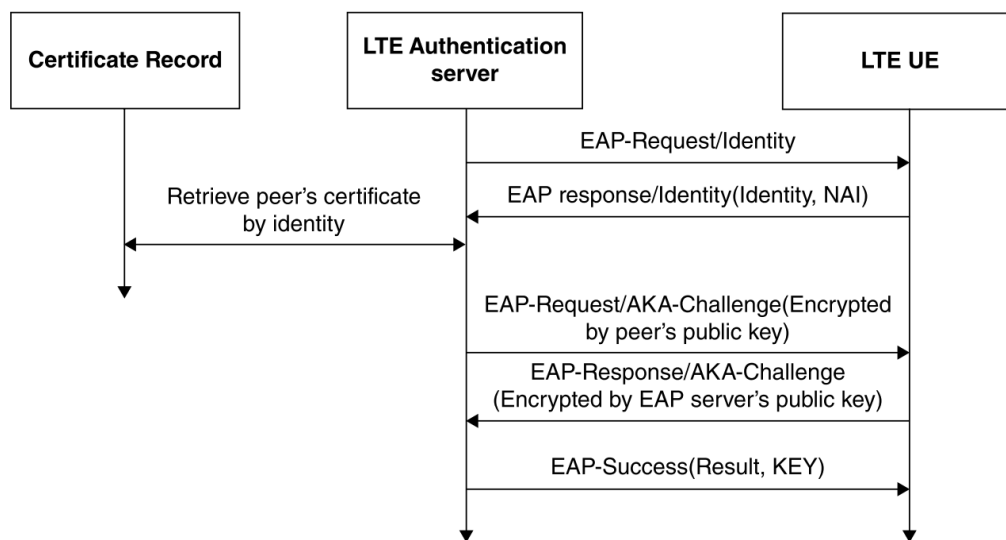 Certificate Record
LTE Authentication
server
LTE UE
EAP-Request/Identity
EAP response/Identity(Identity, NAI)
Retrieve peer's certificate
by identity
EAP-Request/AKA-Challenge(Encrypted
by peer's public key)
EAP-Response/AKA-Challenge
(Encrypted by EAP server's public key)
EAP-Success(Result, KEY)